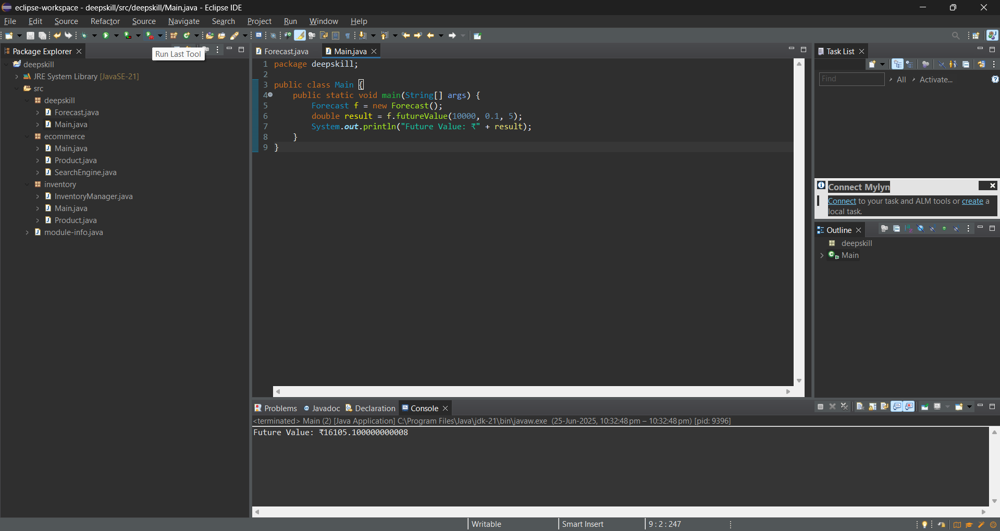 eclipse-workspace - deepskill/src/deepskill/Main.java - Eclipse IDE
File Edit Source Refactor Source Navigate Search Project Run Window Help
Package Explorer
Run Last Tool
deepskill
JRE System Library [JavaSE-21]
src
deepskill
Forecast.java
Main.java
ecommerce
Main.java
Product.java
SearchEngine.java
inventory
InventoryManager.java
Main.java
Product.java
module-info.java
Forecast.java Main.java
1 package deepskill;
2
3 public class Main {
4 public static void main(String[] args) {
5 Forecast f = new Forecast();
6 double result = f.futureValue(10000, 0.1, 5);
7 System.out.println("Future Value: ₹" + result);
8 }
9 }
Task List
Find All Activate...
Connect Mylyn
Connect to your task and ALM tools or create a
local task.
Outline
deepskill
Main
Problems Javadoc Declaration Console
<terminated> Main (2) [Java Application] C:\Program Files\Java\jdk-21\bin\javaw.exe (25-Jun-2025, 10:32:48 pm – 10:32:48 pm) [pid: 9396]
Future Value: ₹16105.100000000008
Writable Smart Insert 9 : 2 : 247